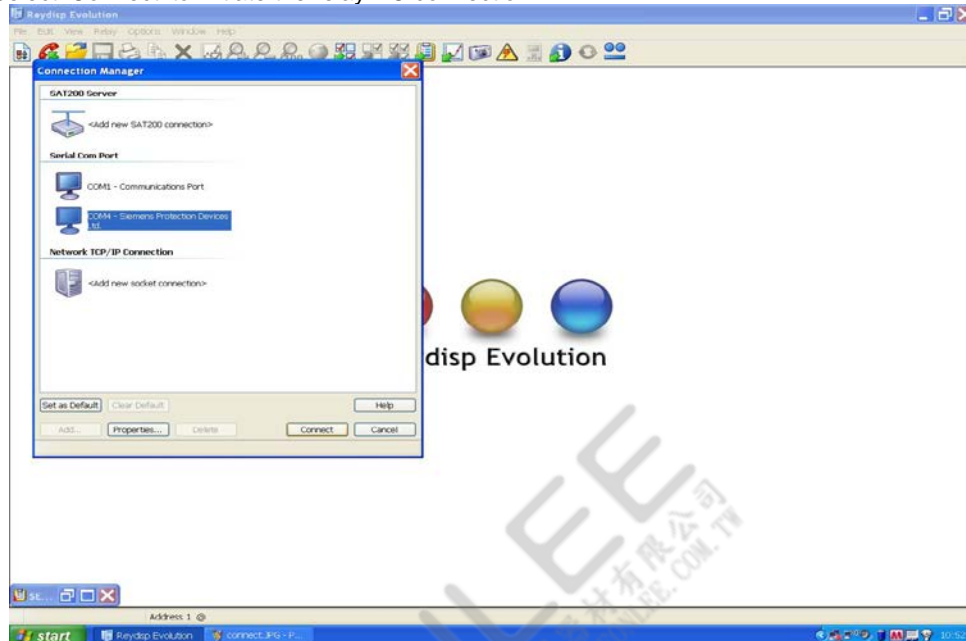 Reydisp Evolution
File Edit View Relay Options Window Help
Connection Manager
SAT200 Server
<Add new SAT200 connection>
Serial Com Port
COM1 - Communications Port
COM4 - Siemens Protection Devices
Ltd.
Network TCP/IP Connection
<Add new socket connection>
disp Evolution
Set as Default Clear Default Help
Add... Properties... Delete Connect Cancel
SE...
Address 1
start Reydisp Evolution connect.JPG - P...